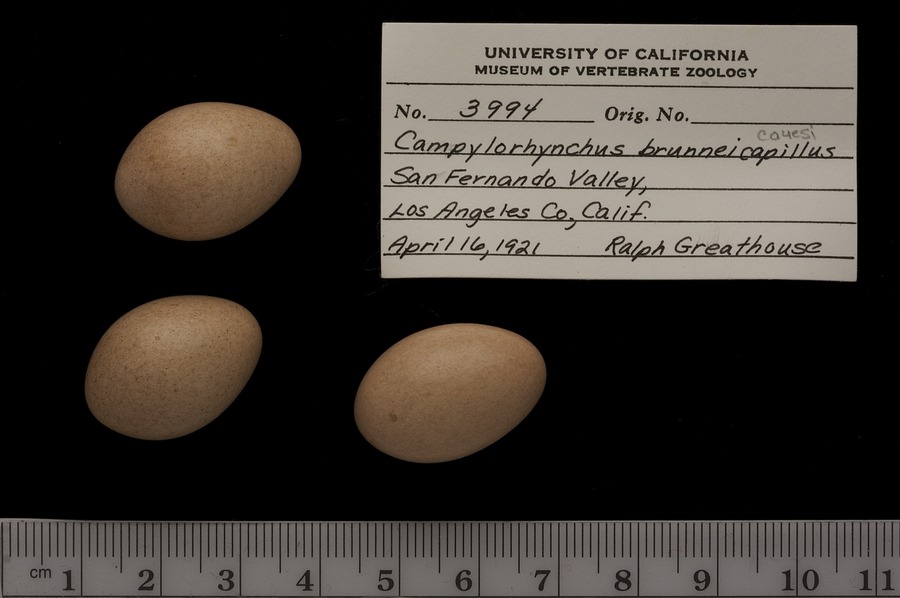 UNIVERSITY OF CALIFORNIA
MUSEUM OF VERTEBRATE ZOOLOGY
No. 3994 Orig. No.
couesi
Campylorhynchus brunneicapillus
San Fernando Valley,
Los Angeles Co, Calif.
April 16, 1921 Ralph Greathouse
cm 1 2 3 4 5 6 7 8 9 10 11